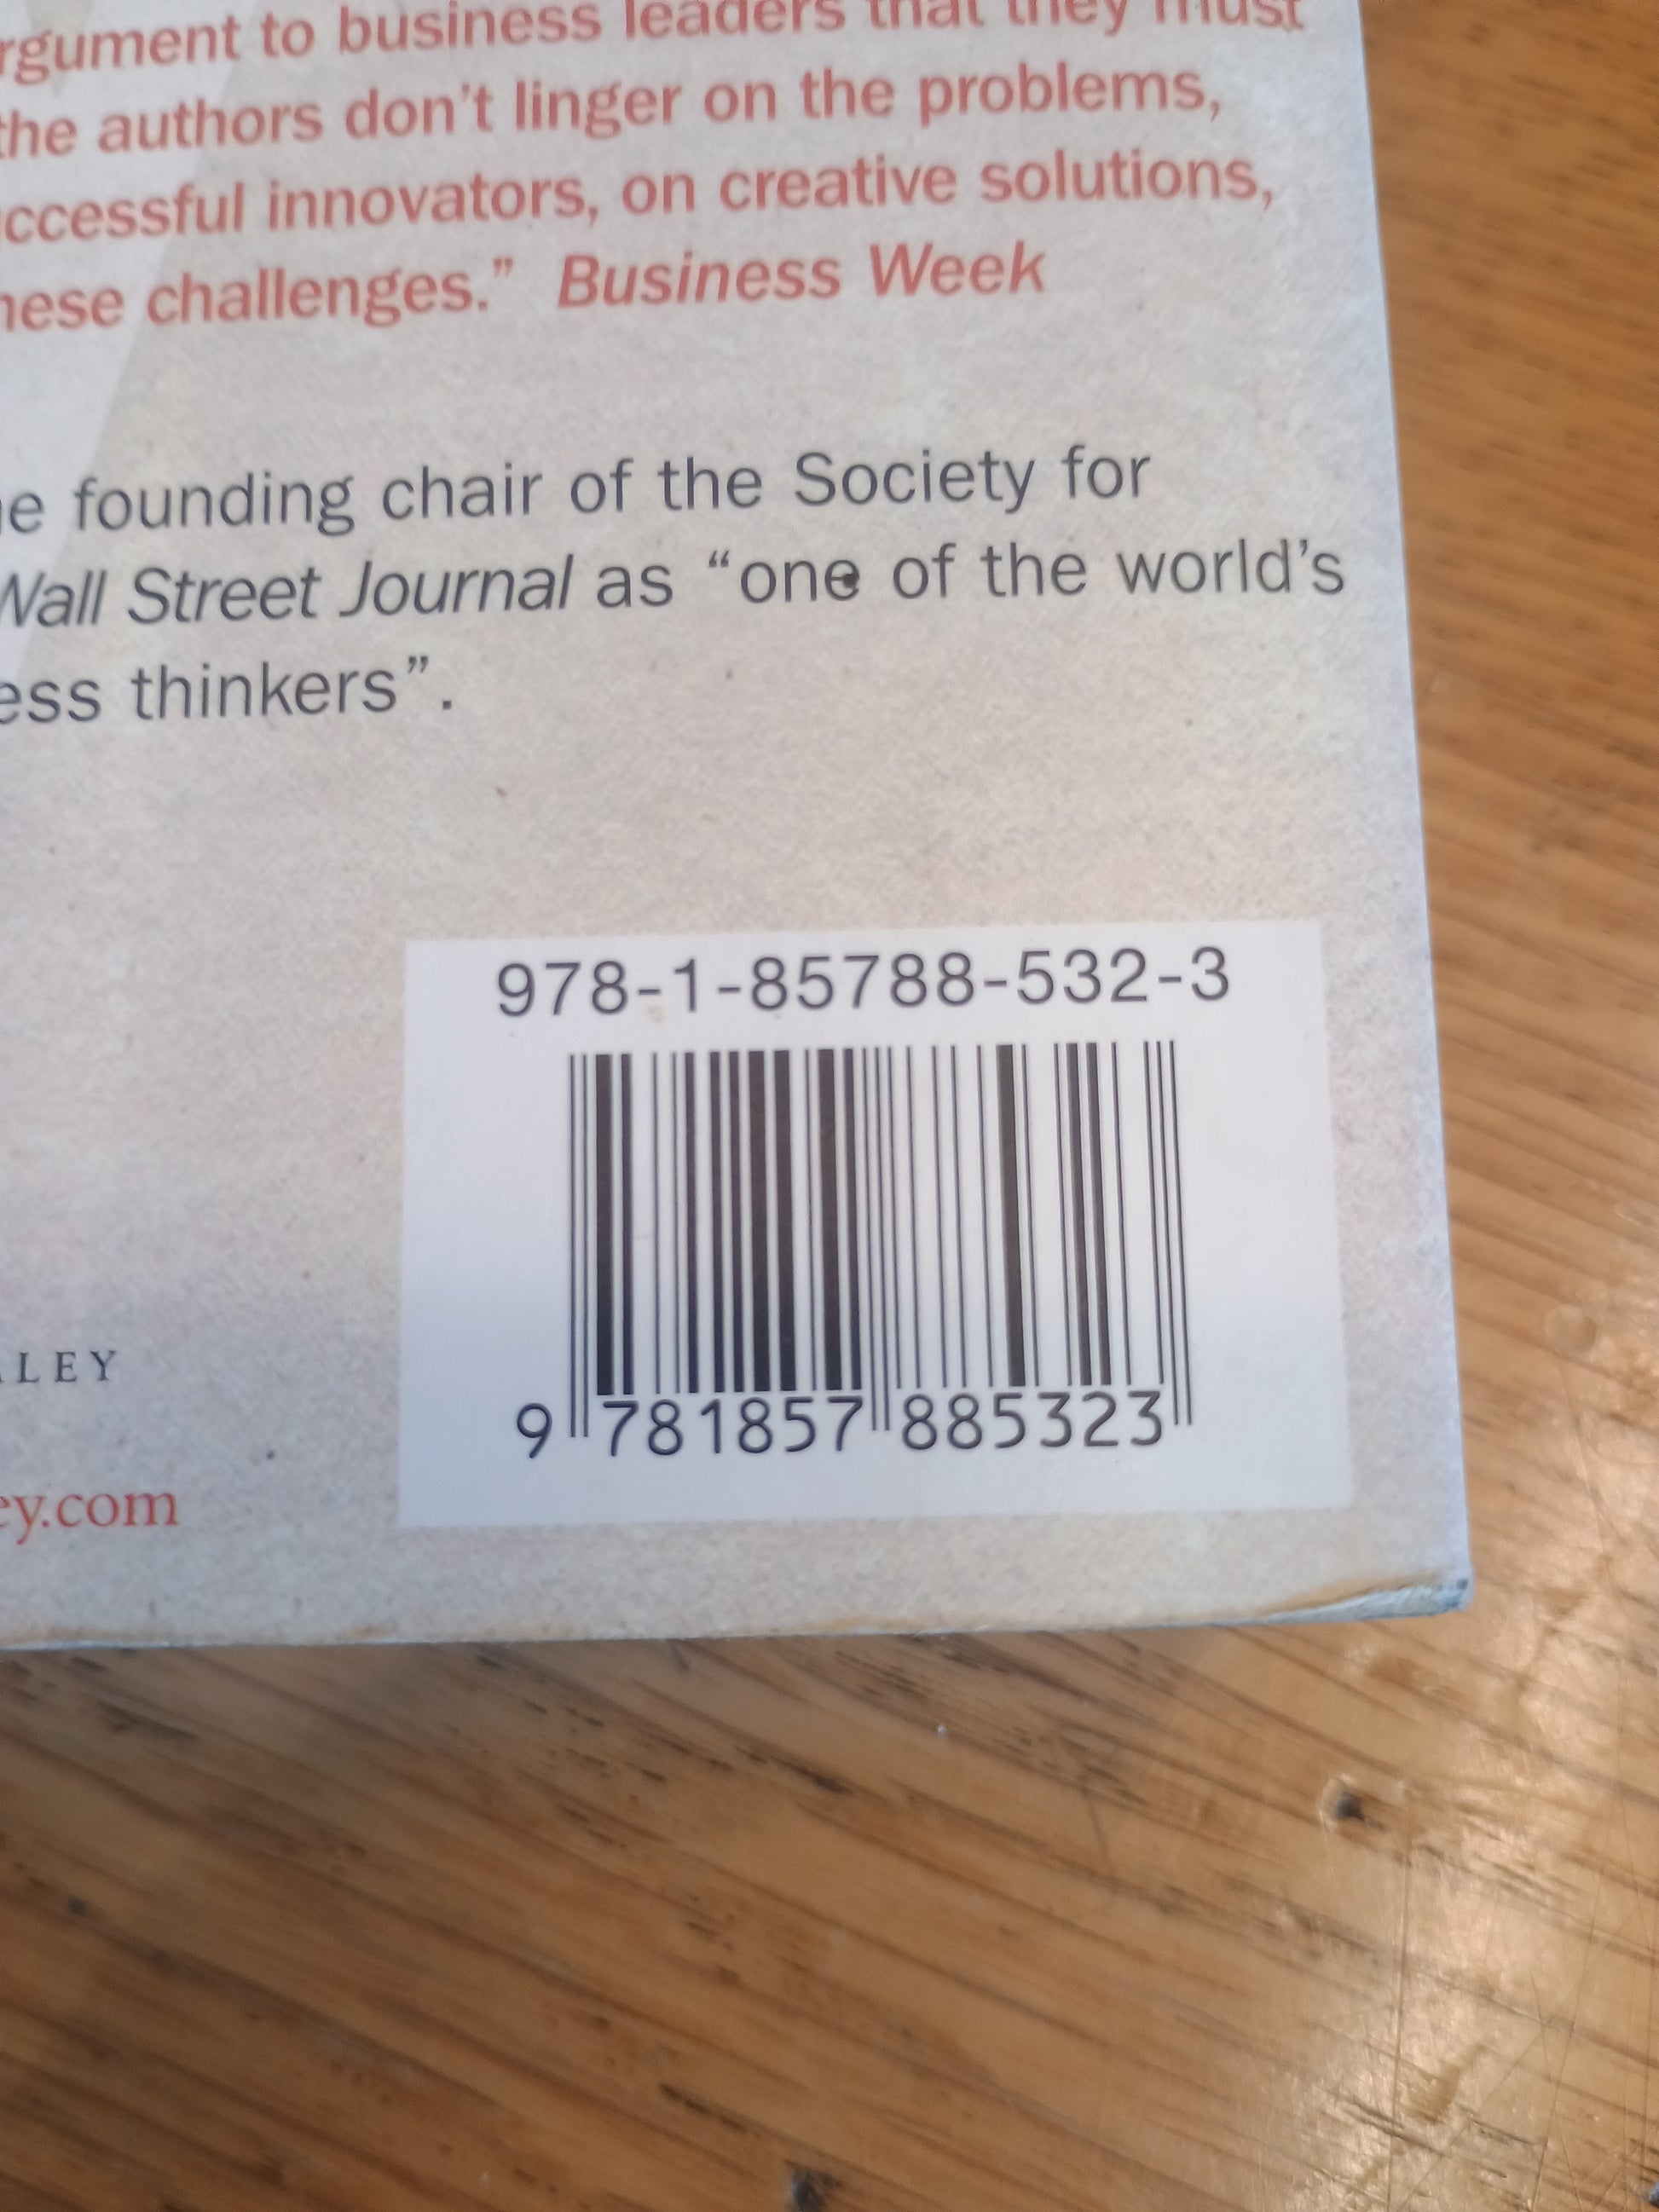 rgument to business leaders that they must
the authors don't linger on the problems,
ccessful innovators, on creative solutions,
hese challenges.” Business Week
e founding chair of the Society for
Wall Street Journal as “one of the world's
ess thinkers”.
978-1-85788-532-3
9 781857 885323
LEY
ey.com